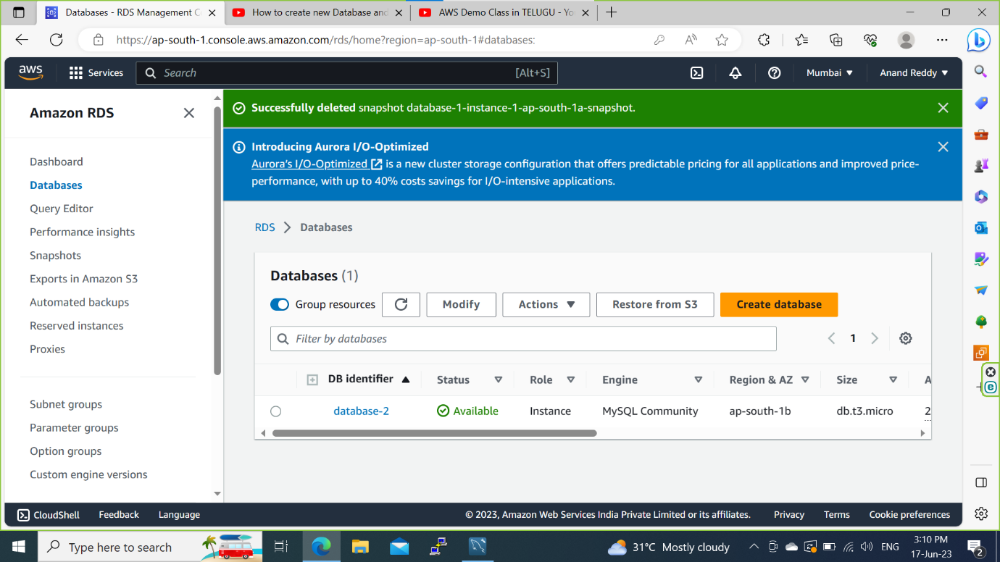 Databases - RDS Management C
How to create new Database and
AWS Demo Class in TELUGU - Yo
https://ap-south-1.console.aws.amazon.com/rds/home?region=ap-south-1#databases:
aws
Services
Search
[Alt+S]
Mumbai
Anand Reddy
Amazon RDS
Dashboard
Databases
Query Editor
Performance insights
Snapshots
Exports in Amazon S3
Automated backups
Reserved instances
Proxies
Subnet groups
Parameter groups
Option groups
Custom engine versions
Successfully deleted snapshot database-1-instance-1-ap-south-1a-snapshot.
Introducing Aurora I/O-Optimized
Aurora's I/O-Optimized is a new cluster storage configuration that offers predictable pricing for all applications and improved price-
performance, with up to 40% costs savings for I/O-intensive applications.
RDS > Databases
Databases (1)
Group resources
Modify
Actions
Restore from S3
Create database
Filter by databases
1
DB identifier Status Role Engine Region & AZ Size A
database-2 Available Instance MySQL Community ap-south-1b db.t3.micro 2
CloudShell Feedback Language
© 2023, Amazon Web Services India Private Limited or its affiliates. Privacy Terms Cookie preferences
Type here to search
31°C Mostly cloudy
ENG
3:10 PM
17-Jun-23
2